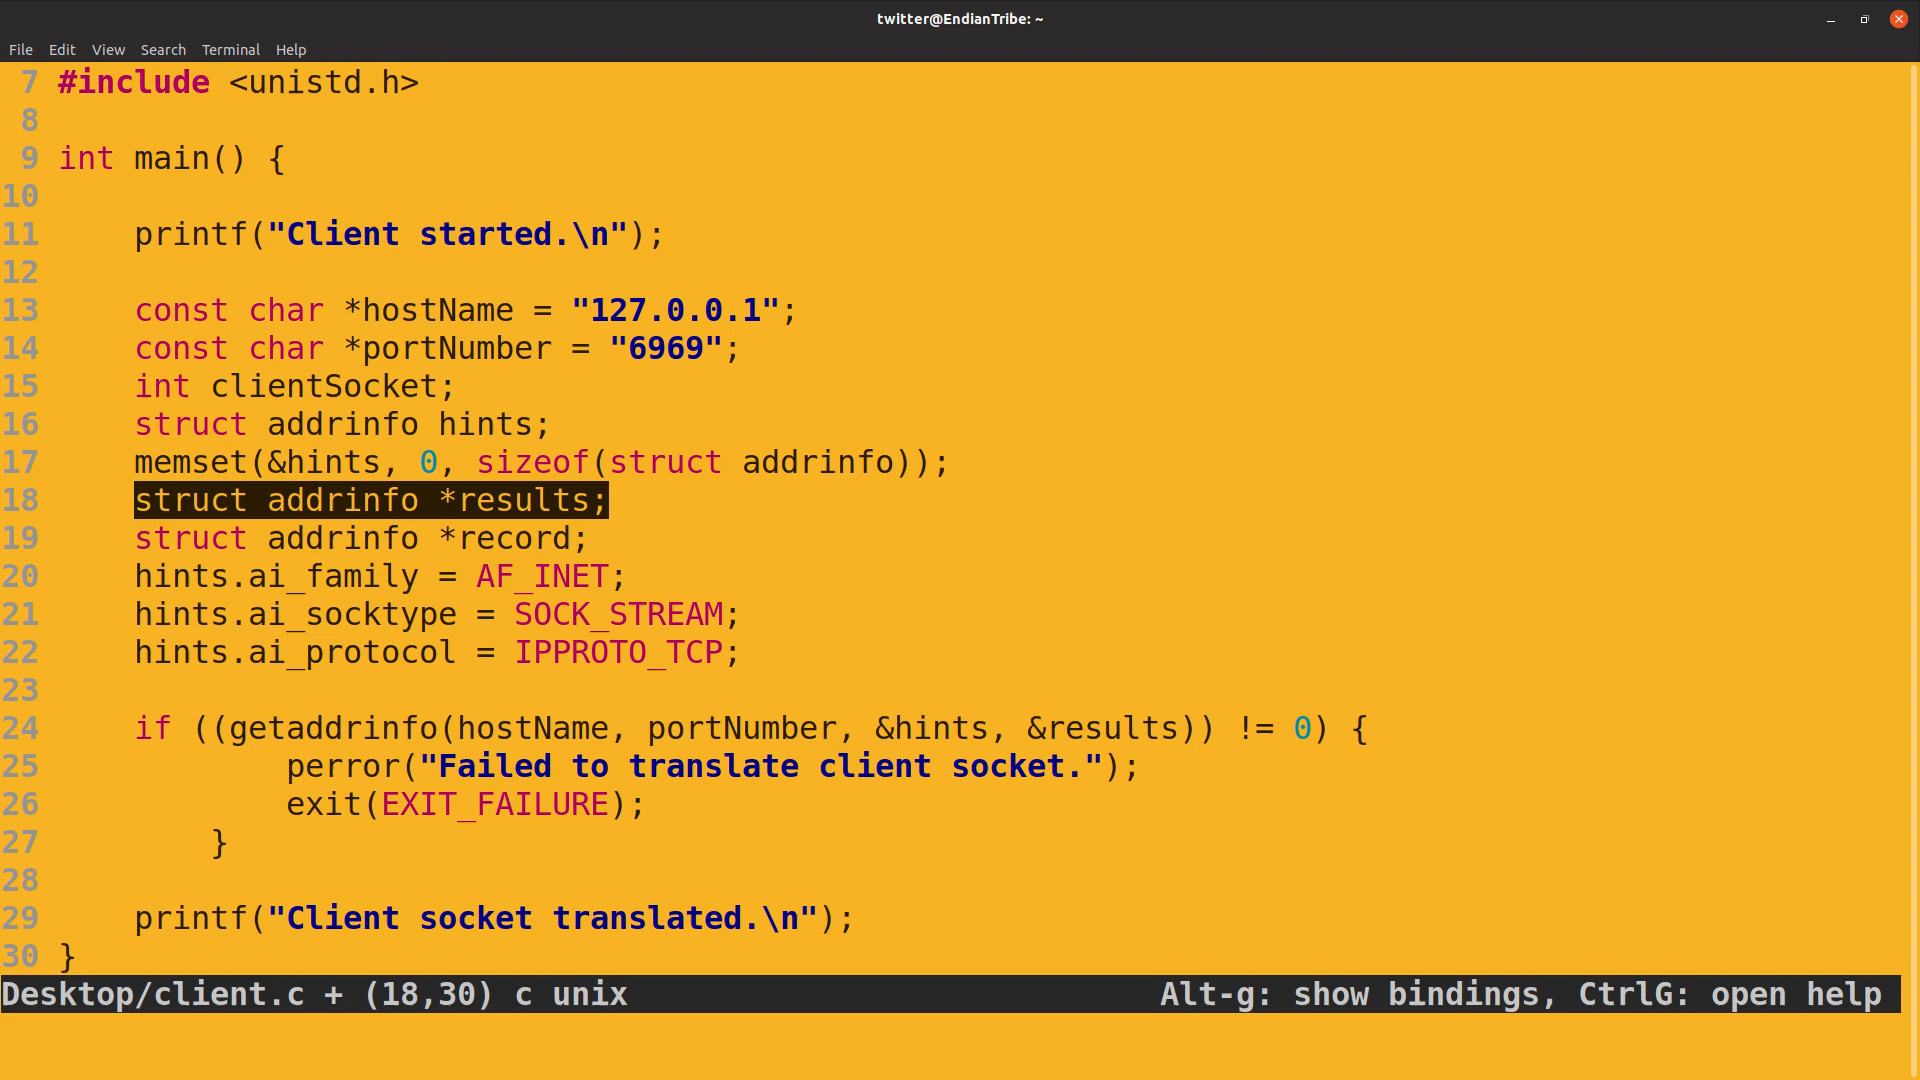 twitter@EndianTribe: ~
File Edit View Search Terminal Help
7 #include <unistd.h>
8
9 int main() {
10
11     printf("Client started.\n");
12
13     const char *hostName = "127.0.0.1";
14     const char *portNumber = "6969";
15     int clientSocket;
16     struct addrinfo hints;
17     memset(&hints, 0, sizeof(struct addrinfo));
18     struct addrinfo *results;
19     struct addrinfo *record;
20     hints.ai_family = AF_INET;
21     hints.ai_socktype = SOCK_STREAM;
22     hints.ai_protocol = IPPROTO_TCP;
23
24     if ((getaddrinfo(hostName, portNumber, &hints, &results)) != 0) {
25             perror("Failed to translate client socket.");
26             exit(EXIT_FAILURE);
27         }
28
29     printf("Client socket translated.\n");
30 }
Desktop/client.c + (18,30) c unix Alt-g: show bindings, CtrlG: open help